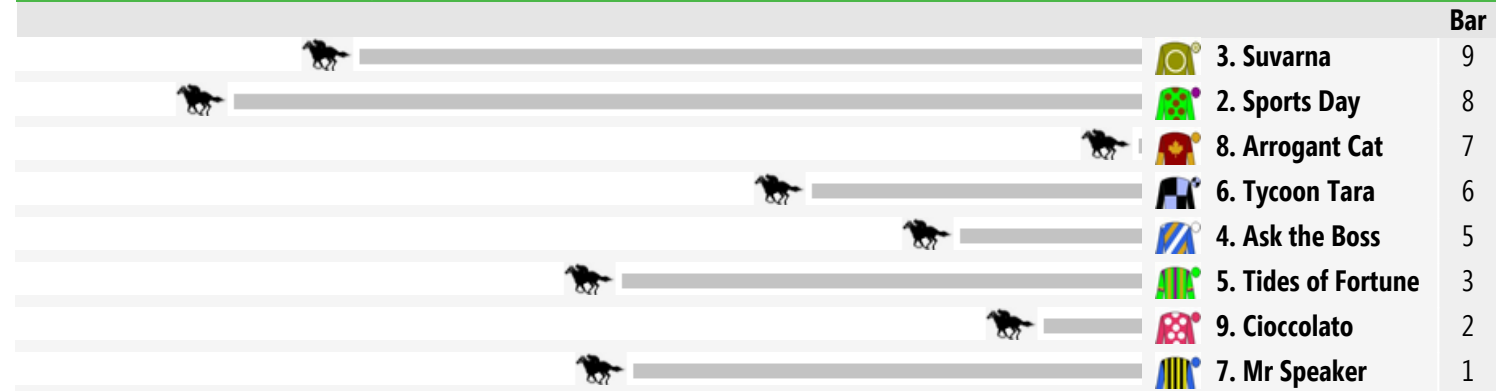 Bar
3. Suvarna 9
2. Sports Day 8
8. Arrogant Cat 7
6. Tycoon Tara 6
4. Ask the Boss 5
5. Tides of Fortune 3
9. Cioccolato 2
7. Mr Speaker 1